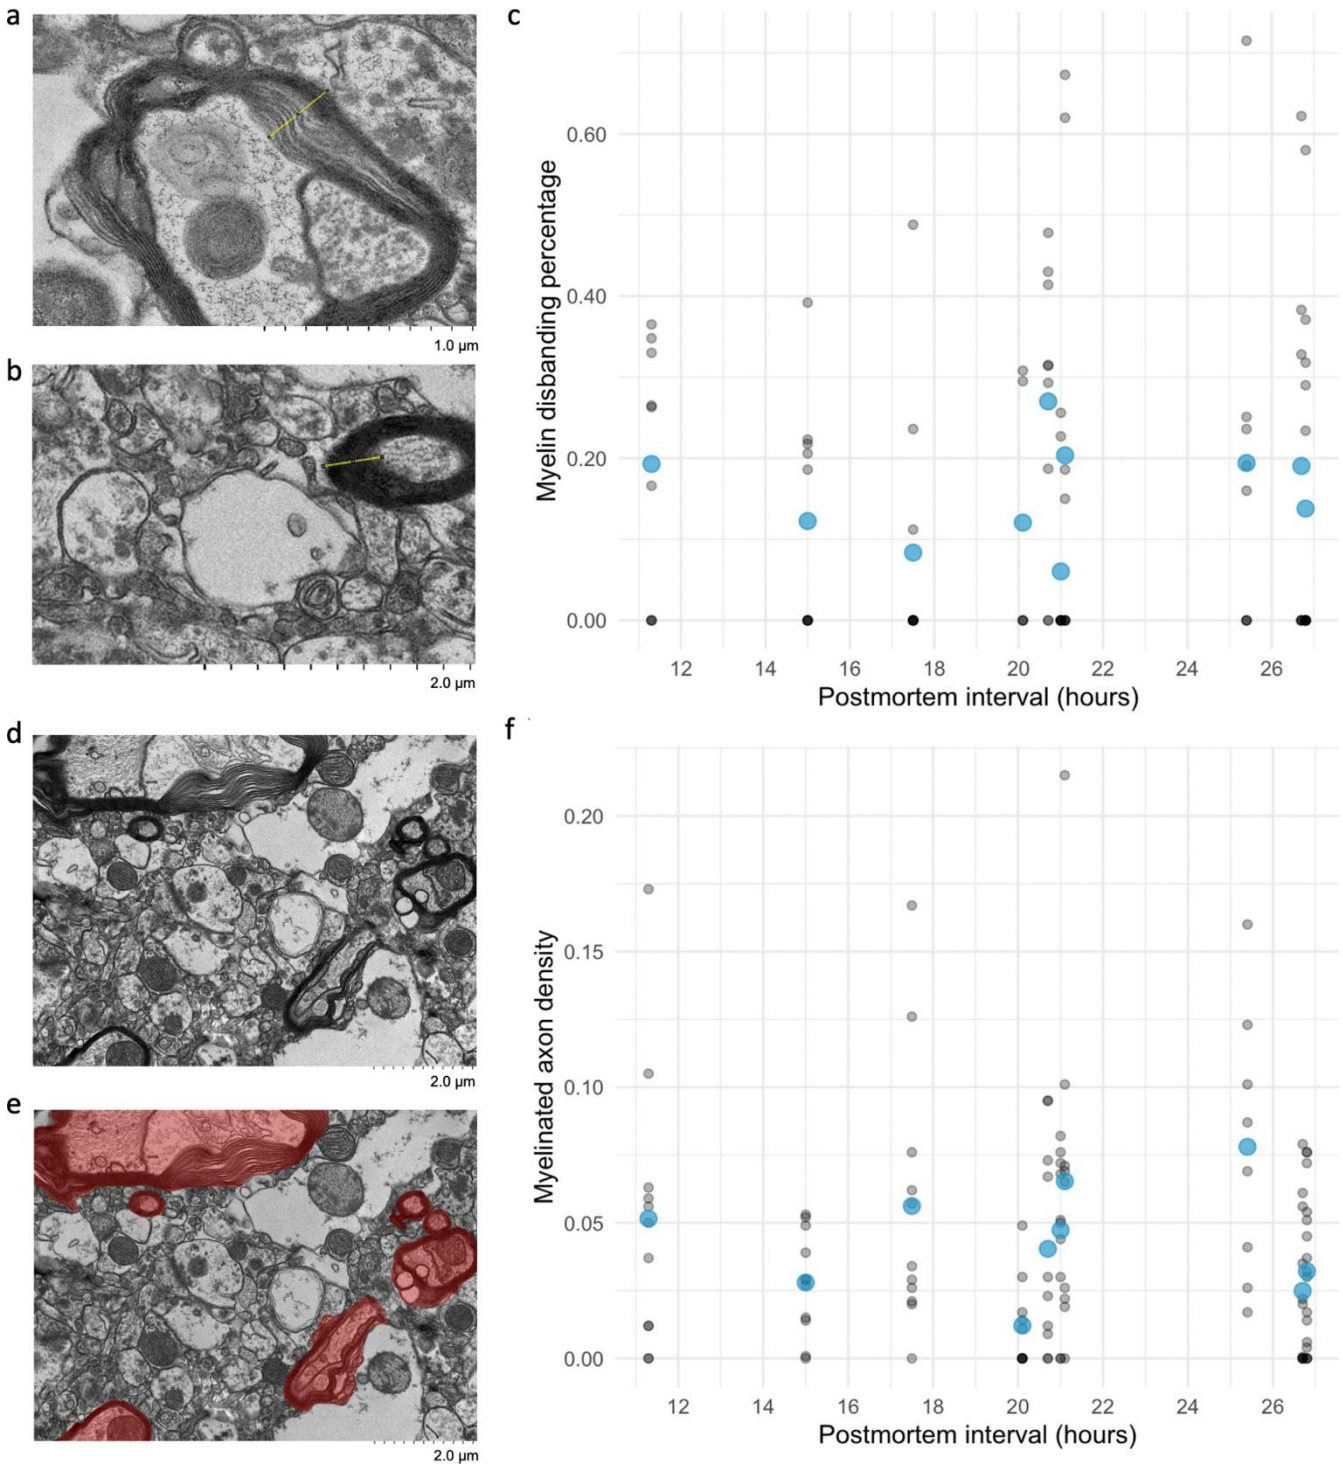 a
1.0 µm
b
2.0 µm
c
0.60
0.40
0.20
0.00
Myelin disbanding percentage
12 14 16 18 20 22 24 26
Postmortem interval (hours)
d
2.0 µm
e
2.0 µm
f
0.20
0.15
0.10
0.05
0.00
Myelinated axon density
12 14 16 18 20 22 24 26
Postmortem interval (hours)